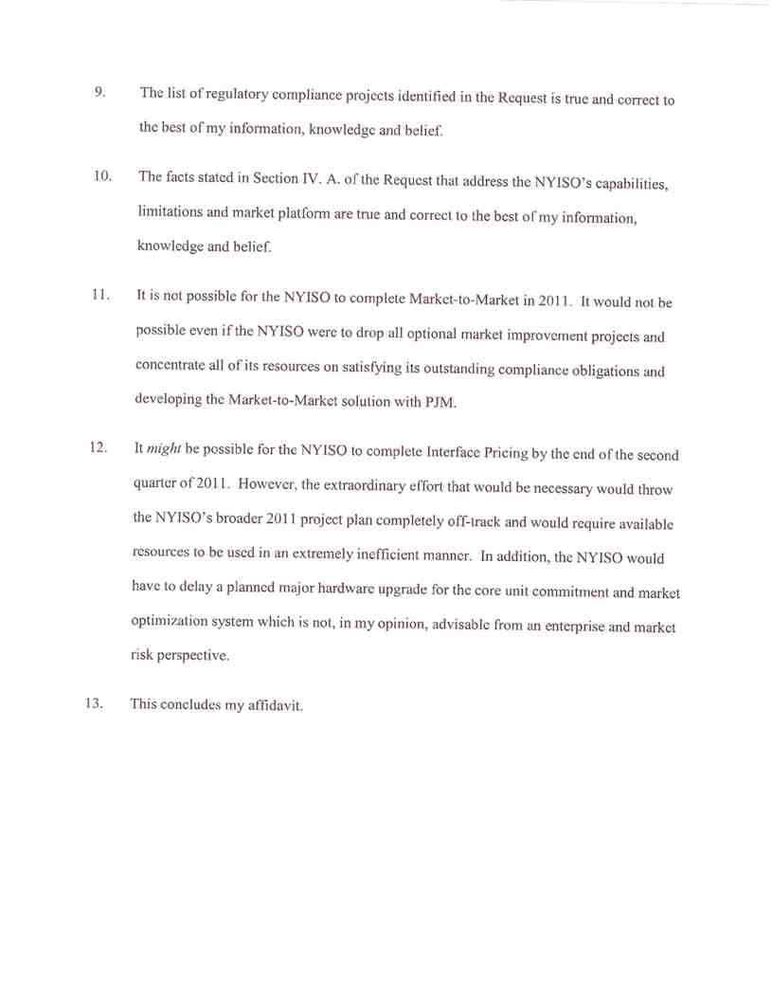 9. The list of regulatory compliance projects identified in the Request is true and correct to
the best of my information, knowledge and belief.
10. The facts stated in Section IV. A. of the Request that address the NYISO's capabilities,
limitations and market platform are true and correct to the best of my information,
knowledge and belief.
11. It is not possible for the NYISO to complete Market-to-Market in 2011. It would not be
possible even if the NYISO were to drop all optional market improvement projects and
concentrate all of its resources on satisfying its outstanding compliance obligations and
developing the Market-to-Market solution with PJM.
12. It might be possible for the NYISO to complete Interface Pricing by the end of the second
quarter of 2011. However, the extraordinary effort that would be necessary would throw
the NYISO's broader 2011 project plan completely off-track and would require available
resources to be used in an extremely inefficient manner. In addition, the NYISO would
have to delay a planned major hardware upgrade for the core unit commitment and market
optimization system which is not, in my opinion, advisable from an enterprise and market
risk perspective.
13. This concludes my affidavit.